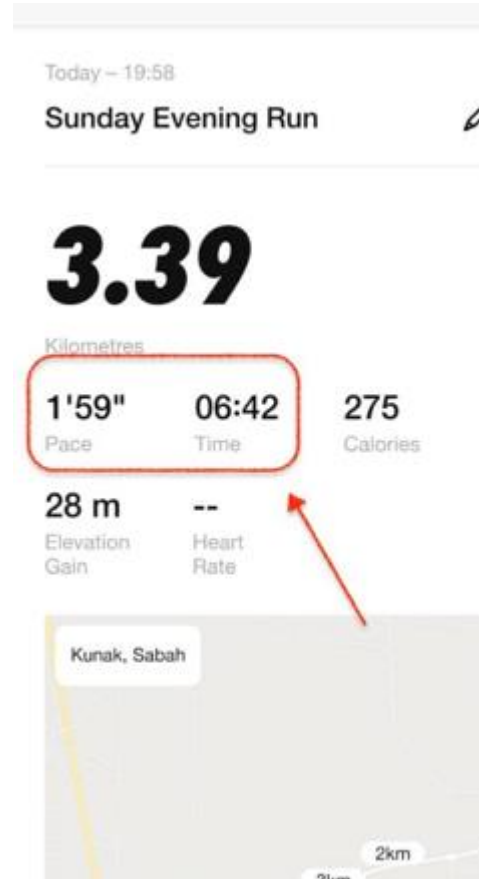 Today – 19:58
Sunday Evening Run
3.39
Kilometres
1'59" 06:42 275
Pace Time Calories
28 m --
Elevation Heart
Gain Rate
Kunak, Sabah
2km
3km